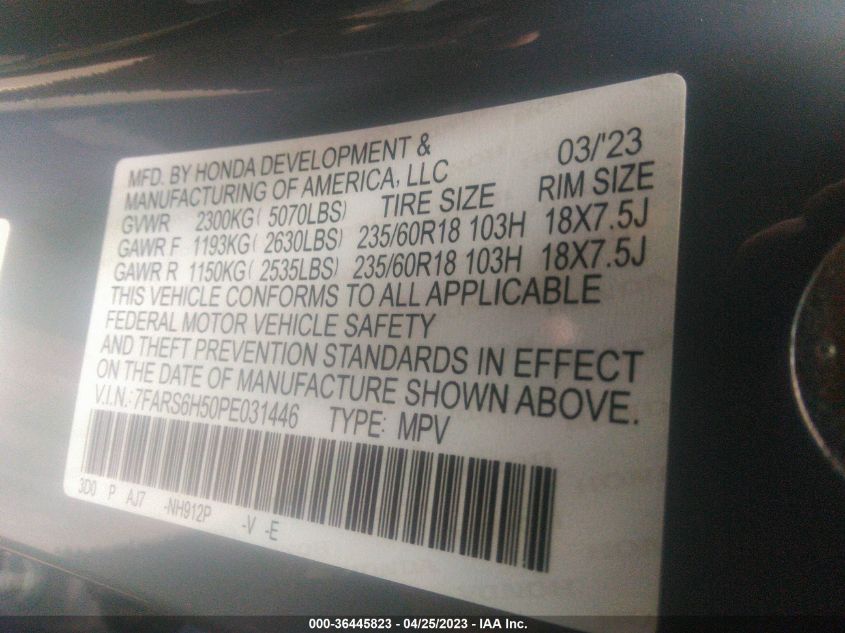 MFD. BY HONDA DEVELOPMENT & 03/'23
MANUFACTURING OF AMERICA, LLC
GVWR 2300KG( 5070LBS) TIRE SIZE RIM SIZE
GAWR F 1193KG( 2630LBS) 235/60R18 103H 18X7.5J
GAWR R 1150KG( 2535LBS) 235/60R18 103H 18X7.5J
THIS VEHICLE CONFORMS TO ALL APPLICABLE
FEDERAL MOTOR VEHICLE SAFETY
AND THEFT PREVENTION STANDARDS IN EFFECT
ON THE DATE OF MANUFACTURE SHOWN ABOVE.
V.I.N.: 7FARS6H50PE031446 TYPE: MPV
3D0 P AJ7 -NH912P -V -E
000-36445823 - 04/25/2023 - IAA Inc.